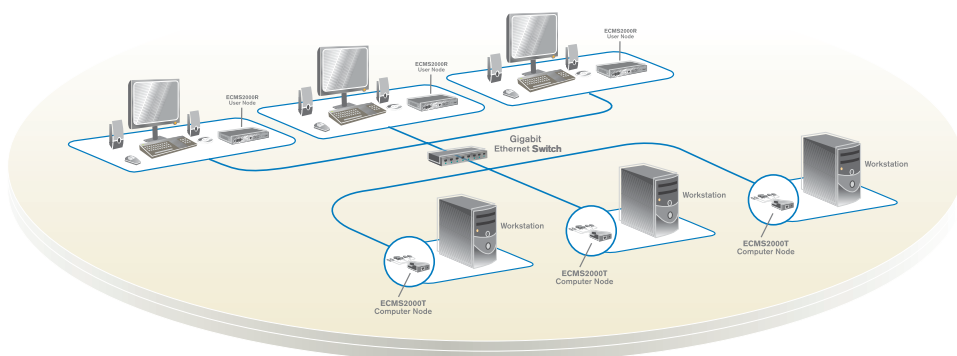 ECMS2000R
User Node
ECMS2000R
User Node
ECMS2000R
User Node
Gigabit
Ethernet Switch
Workstation
Workstation
Workstation
ECMS2000T
Computer Node
ECMS2000T
Computer Node
ECMS2000T
Computer Node